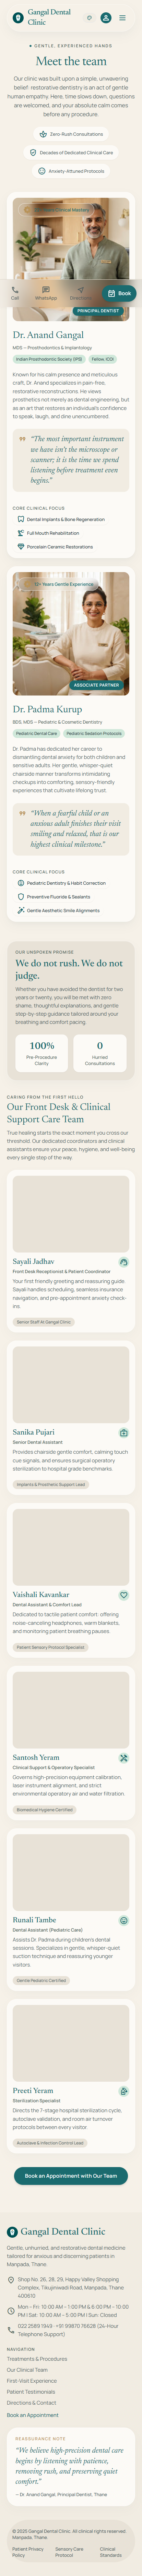 Gangal Dental
Clinic
GENTLE, EXPERIENCED HANDS
Meet the team
Our clinic was built upon a simple, unwavering
belief: restorative dentistry is an act of tactful
human empathy. Here, time slows down, questions
are welcomed, and your absolute calm comes
before any procedure.
Zero-Rush Consultations
Decades of Dedicated Clinical Care
Anxiety-Attuned Protocols
Clinical Mastery
Call
WhatsApp
Book
PRINCIPAL DENTIST
Dr. Anand Gangal
MDS – Prosthodontics & Implantology
Indian Prosthodontic Society (IPS)
Fellow, ICOI
Known for his calm presence and meticulous
craft, Dr. Anand specializes in pain-free,
restorative reconstructions. He views
prosthetics not merely as dental engineering, but
as an art that restores an individual's confidence
to speak, laugh, and dine unencumbered.
"The most important instrument
we have isn't the microscope or
scanner; it is the time we spend
listening before treatment even
begins."
CORE CLINICAL FOCUS
Dental Implants & Bone Regeneration
Full Mouth Rehabilitation
Porcelain Ceramic Restorations
Years Gentle Experience
ASSOCIATE PARTNER
Dr. Padma Kurup
BDS, MDS – Pediatric & Cosmetic Dentistry
Pediatric Dental Care
Pediatric Sedation Protocols
Dr. Padma has dedicated her career to
dismantling dental anxiety for both children and
adults alike. Her gentle, whisper-quiet
chairside manner transforms intimidating
checkups into comforting, sensory-friendly
experiences that cultivate lifelong trust.
"When a fearful child or an
anxious adult finishes their visit
smiling and relaxed, that is our
highest clinical milestone."
CORE CLINICAL FOCUS
Pediatric Dentistry & Habit Correction
Preventive Fluoride & Sealants
Gentle Aesthetic Smile Alignments
OUR UNSPOKEN PROMISE
We do not rush. We do not
judge.
Whether you have avoided the dentist for two
years or twenty, you will be met with zero
shame, thoughtful explanations, and gentle
step-by-step guidance tailored around your
breathing and comfort pacing.
100%
Pre-Procedure
Clarity
0
Hurried
Consultations
CARING FROM THE FIRST HELLO
Our Front Desk & Clinical
Support Care Team
True healing starts the moment you cross our
threshold. Our dedicated coordinators and clinical
assistants ensure your peace, hygiene, and well-being
every single step of the way.
Sayali Jadhav
Front Desk Receptionist & Patient Coordinator
Your first friendly greeting and reassuring guide.
Sayali handles scheduling, seamless insurance
navigation, and pre-appointment anxiety check-
ins.
Senior Staff At Gangal Clinic
Sanika Pujari
Senior Dental Assistant
Provides chairside gentle comfort, calming touch
cue signals, and ensures surgical operatory
sterilization to hospital grade benchmarks.
Implants & Prosthetic Support Lead
Vaishali Kavankar
Dental Assistant & Comfort Lead
Dedicated to tactile patient comfort: offering
noise-canceling headphones, warm blankets,
and monitoring patient breathing pauses.
Patient Sensory Protocol Specialist
Santosh Yeram
Clinical Support & Operatory Specialist
Governs high-precision equipment calibration,
laser instrument alignment, and strict
environmental operatory air and water filtration.
Biomedical Hygiene Certified
Runali Tambe
Dental Assistant (Pediatric Care)
Assists Dr. Padma during children's dental
sessions. Specializes in gentle, whisper-quiet
suction technique and reassuring younger
visitors.
Gentle Pediatric Certified
Preeti Yeram
Sterilization Specialist
Directs the 7-stage hospital sterilization cycle,
autoclave validation, and room air turnover
protocols between every visitor.
Autoclave & Infection Control Lead
Book an Appointment with Our Team
Gangal Dental Clinic
Gentle, unhurried, and restorative dental medicine
tailored for anxious and discerning patients in
Manpada, Thane.
Shop No. 26, 28, 29, Happy Valley Shopping
Complex, Tikujiniwadi Road, Manpada, Thane
400610
Mon – Fri: 10:00 AM – 1:00 PM & 6:00 PM – 10:00
PM | Sat: 10:00 AM – 5:00 PM | Sun: Closed
022 2589 1949 · +91 99870 76628 (24-Hour
Telephone Support)
NAVIGATION
Treatments & Procedures
Our Clinical Team
First-Visit Experience
Patient Testimonials
Directions & Contact
Book an Appointment
REASSURANCE NOTE
"We believe high-precision dental care
begins by listening with patience,
removing rush, and preserving quiet
comfort."
– Dr. Anand Gangal, Principal Dentist, Thane
© 2025 Gangal Dental Clinic. All clinical rights reserved.
Manpada, Thane.
Patient Privacy
Policy
Sensory Care
Protocol
Clinical
Standards